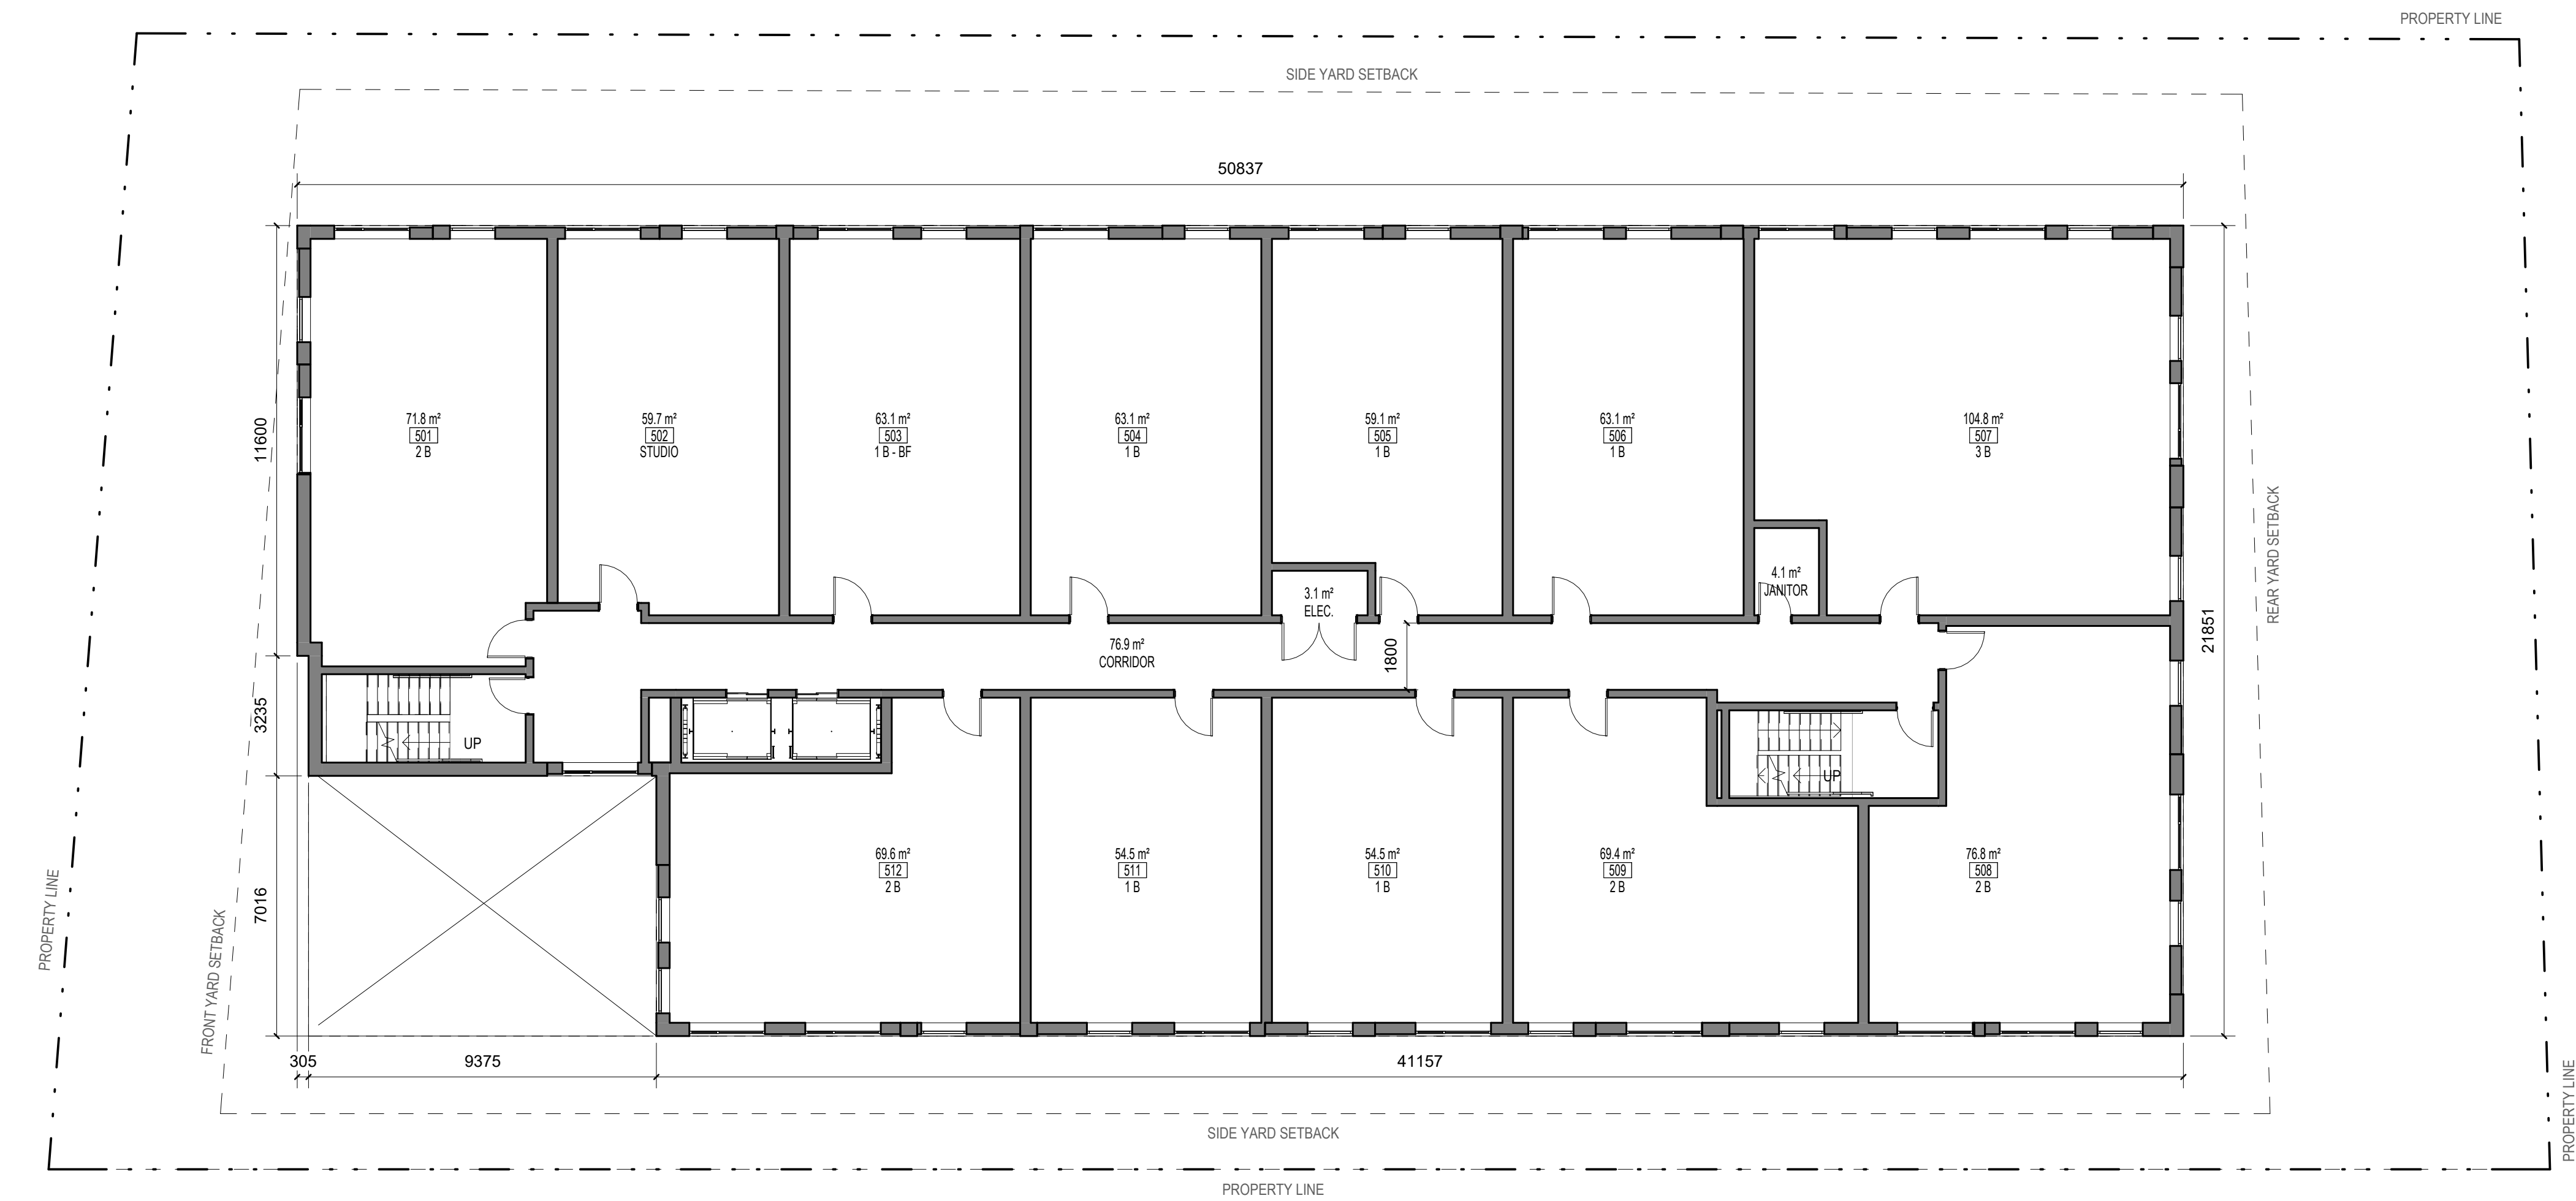 PROPERTY LINE
SIDE YARD SETBACK
50837
11600
71.8 m²
501
2 B
59.7 m²
502
STUDIO
63.1 m²
503
1 B - BF
63.1 m²
504
1 B
59.1 m²
505
1 B
63.1 m²
506
1 B
104.8 m²
507
3 B
REAR YARD SETBACK
4.1 m²
JANITOR
3.1 m²
ELEC.
21851
76.9 m²
CORRIDOR
1800
3235
UP
UP
69.6 m²
512
2 B
54.5 m²
511
1 B
54.5 m²
510
1 B
69.4 m²
509
2 B
76.8 m²
508
2 B
7016
PROPERTY LINE
FRONT YARD SETBACK
305
9375
41157
PROPERTY LINE
SIDE YARD SETBACK
PROPERTY LINE